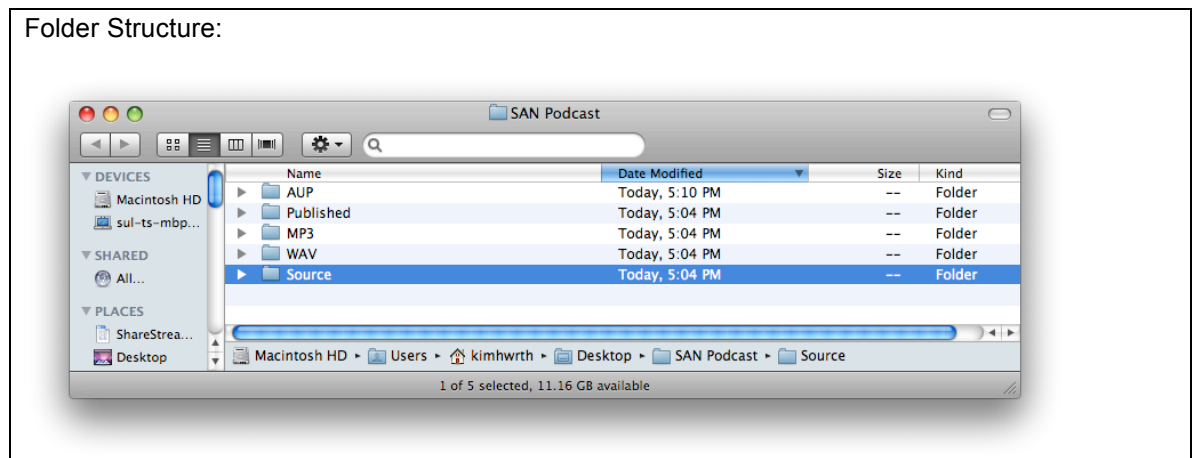 Folder Structure:
SAN Podcast
Name Date Modified Size Kind
DEVICES
Macintosh HD
sul-ts-mbp...
SHARED
All...
PLACES
ShareStrea...
Desktop
AUP Today, 5:10 PM -- Folder
Published Today, 5:04 PM -- Folder
MP3 Today, 5:04 PM -- Folder
WAV Today, 5:04 PM -- Folder
Source Today, 5:04 PM -- Folder
Macintosh HD ▸ Users ▸ kimhwrth ▸ Desktop ▸ SAN Podcast ▸ Source
1 of 5 selected, 11.16 GB available